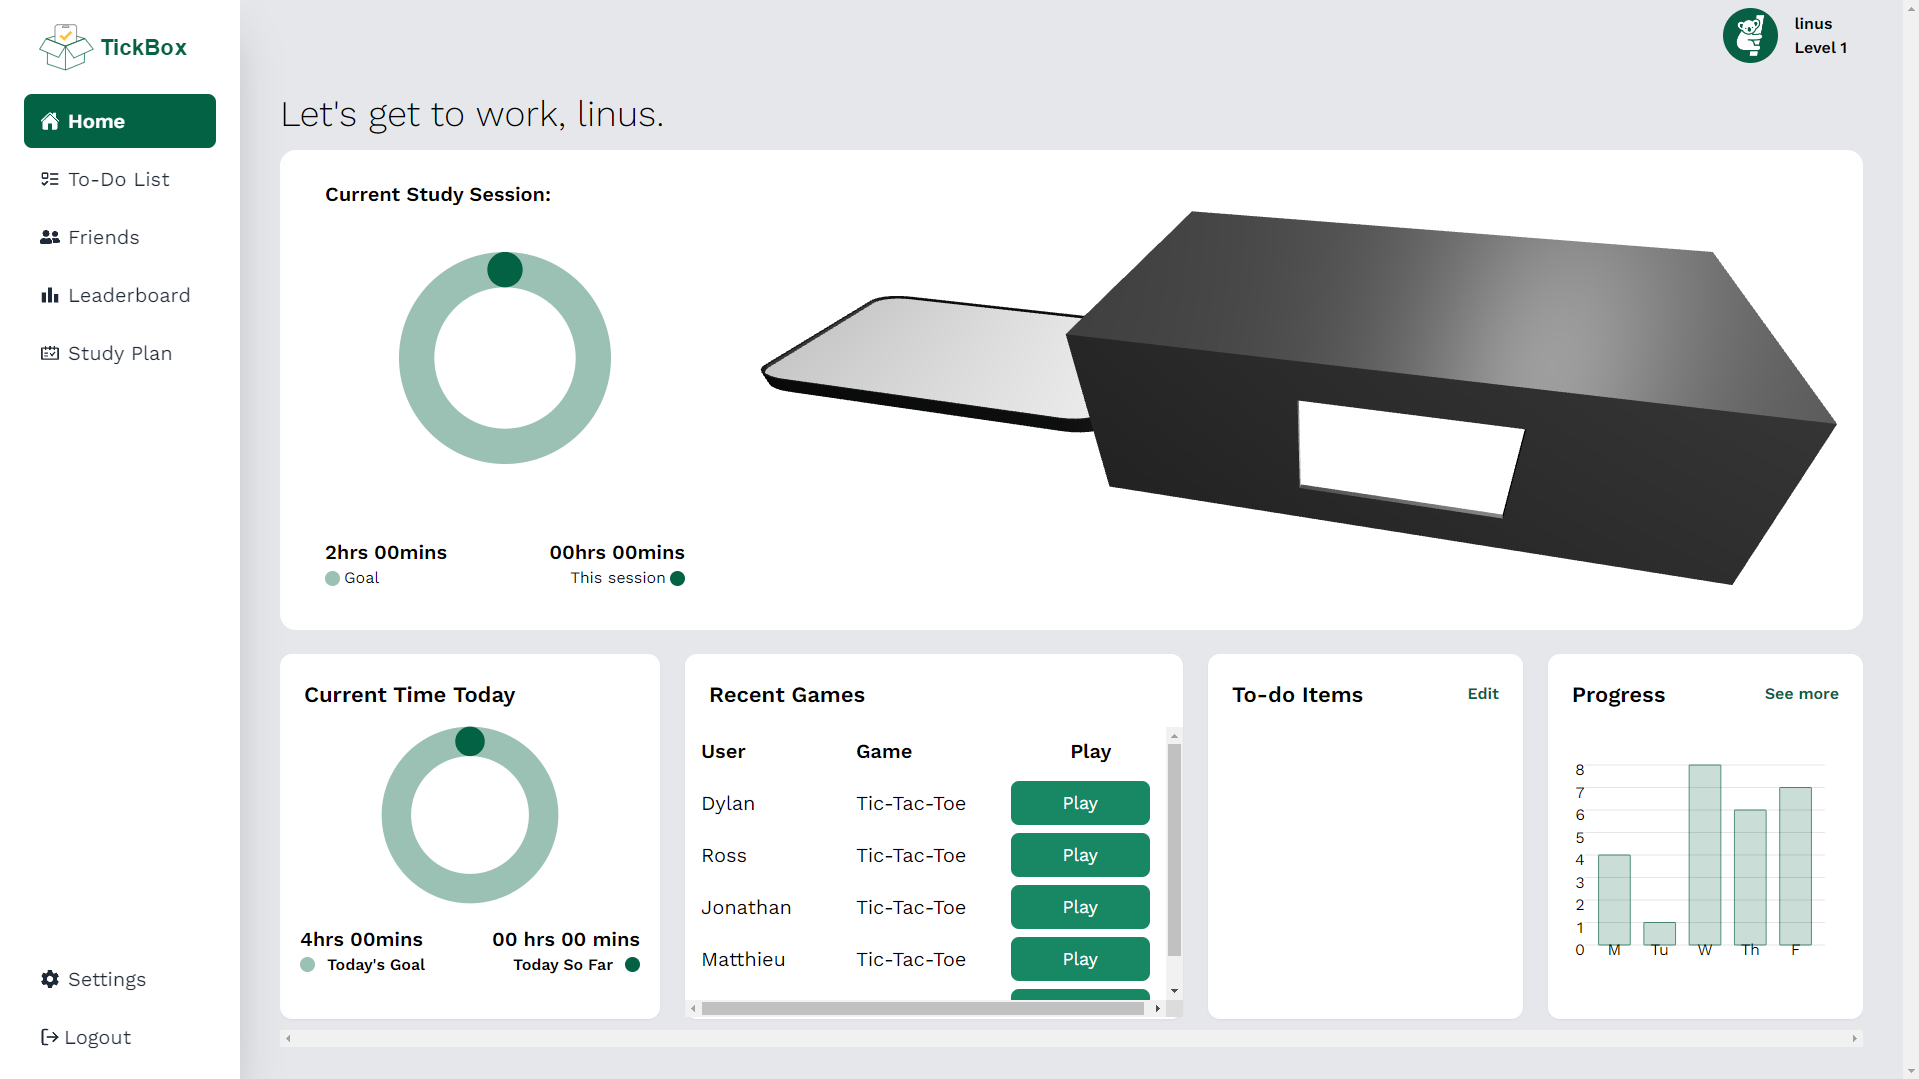 TickBox
Home
To-Do List
Friends
Leaderboard
Study Plan
Settings
Logout
linus
Level 1
Let's get to work, linus.
Current Study Session:
2hrs 00mins
Goal
00hrs 00mins
This session
Current Time Today
4hrs 00mins
Today's Goal
00 hrs 00 mins
Today So Far
Recent Games
User Game Play
Dylan Tic-Tac-Toe Play
Ross Tic-Tac-Toe Play
Jonathan Tic-Tac-Toe Play
Matthieu Tic-Tac-Toe Play
To-do Items Edit
Progress See more
8
7
6
5
4
3
2
1
0
M Tu W Th F